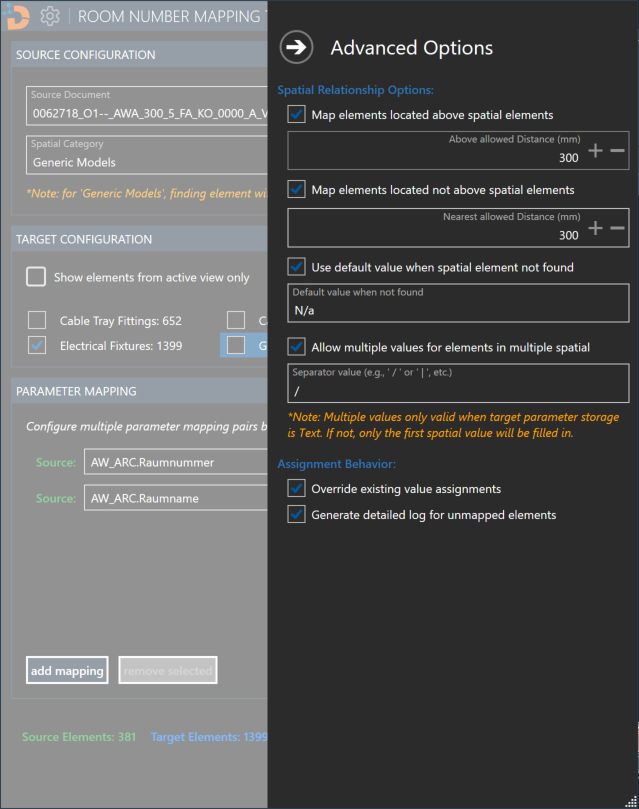 ROOM NUMBER MAPPING
SOURCE CONFIGURATION
Source Document
0062718_O1--_AWA_300_5_FA_KO_0000_A_V
Spatial Category
Generic Models
*Note: for 'Generic Models', finding element wi
TARGET CONFIGURATION
Show elements from active view only
Cable Tray Fittings: 652
Electrical Fixtures: 1399
G
PARAMETER MAPPING
Configure multiple parameter mapping pairs b
Source: AW_ARC.Raumnummer
Source: AW_ARC.Raumname
add mapping remove selected
Source Elements: 381 Target Elements: 1399
Advanced Options
Spatial Relationship Options:
Map elements located above spatial elements
Above allowed Distance (mm)
300
Map elements located not above spatial elements
Nearest allowed Distance (mm)
300
Use default value when spatial element not found
Default value when not found
N/a
Allow multiple values for elements in multiple spatial
Separator value (e.g., ' / ' or ' | ', etc.)
/
*Note: Multiple values only valid when target parameter storage
is Text. If not, only the first spatial value will be filled in.
Assignment Behavior:
Override existing value assignments
Generate detailed log for unmapped elements